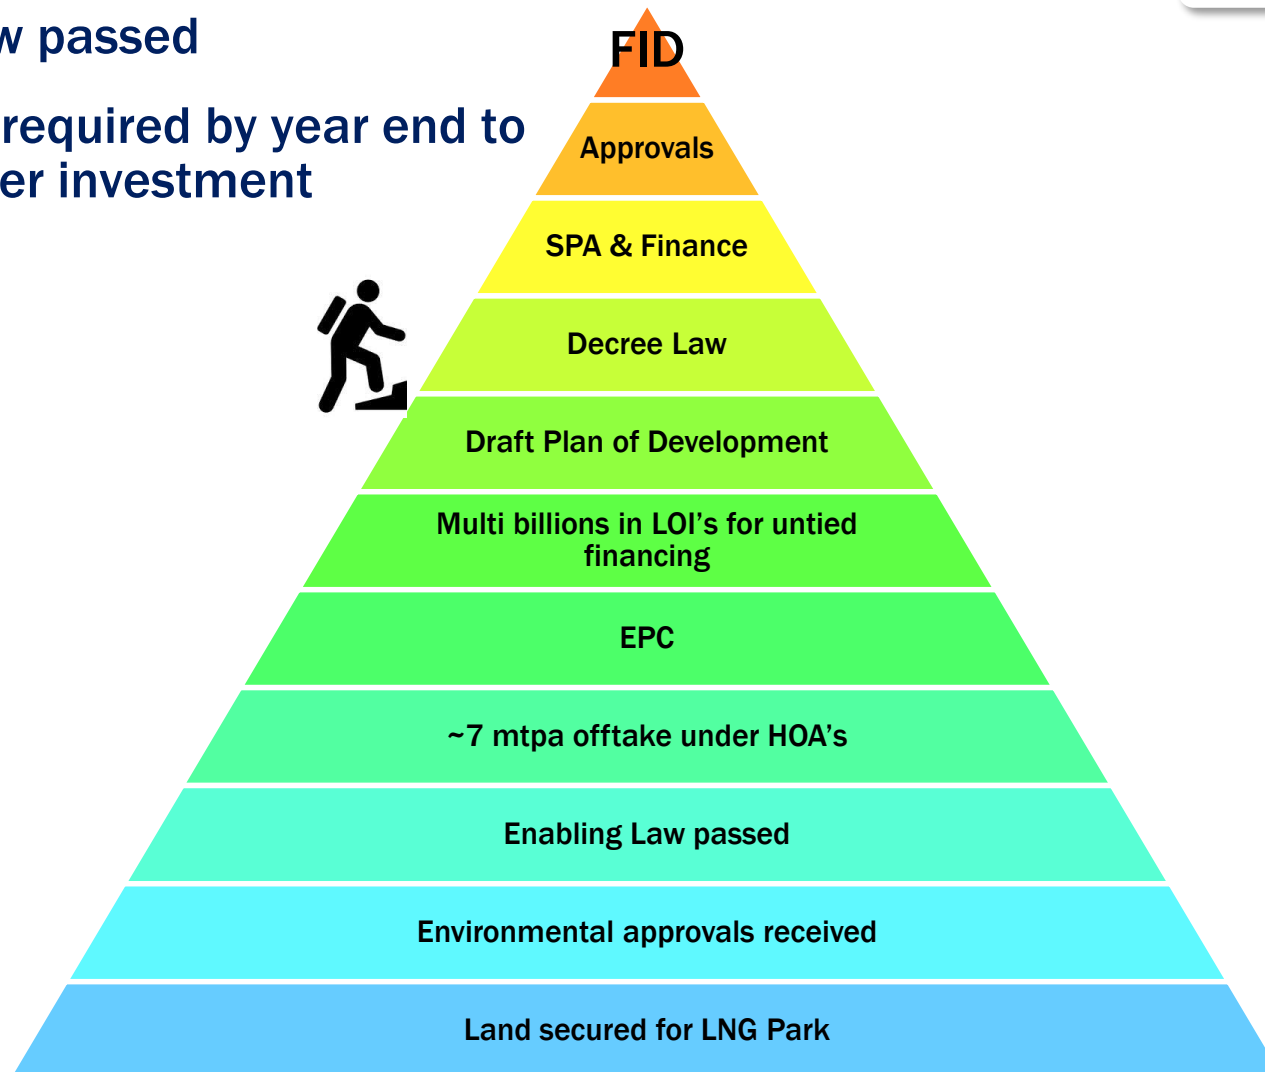 w passed
required by year end to
er investment
FID
Approvals
SPA & Finance
Decree Law
Draft Plan of Development
Multi billions in LOI’s for untied
financing
EPC
~7 mtpa offtake under HOA’s
Enabling Law passed
Environmental approvals received
Land secured for LNG Park